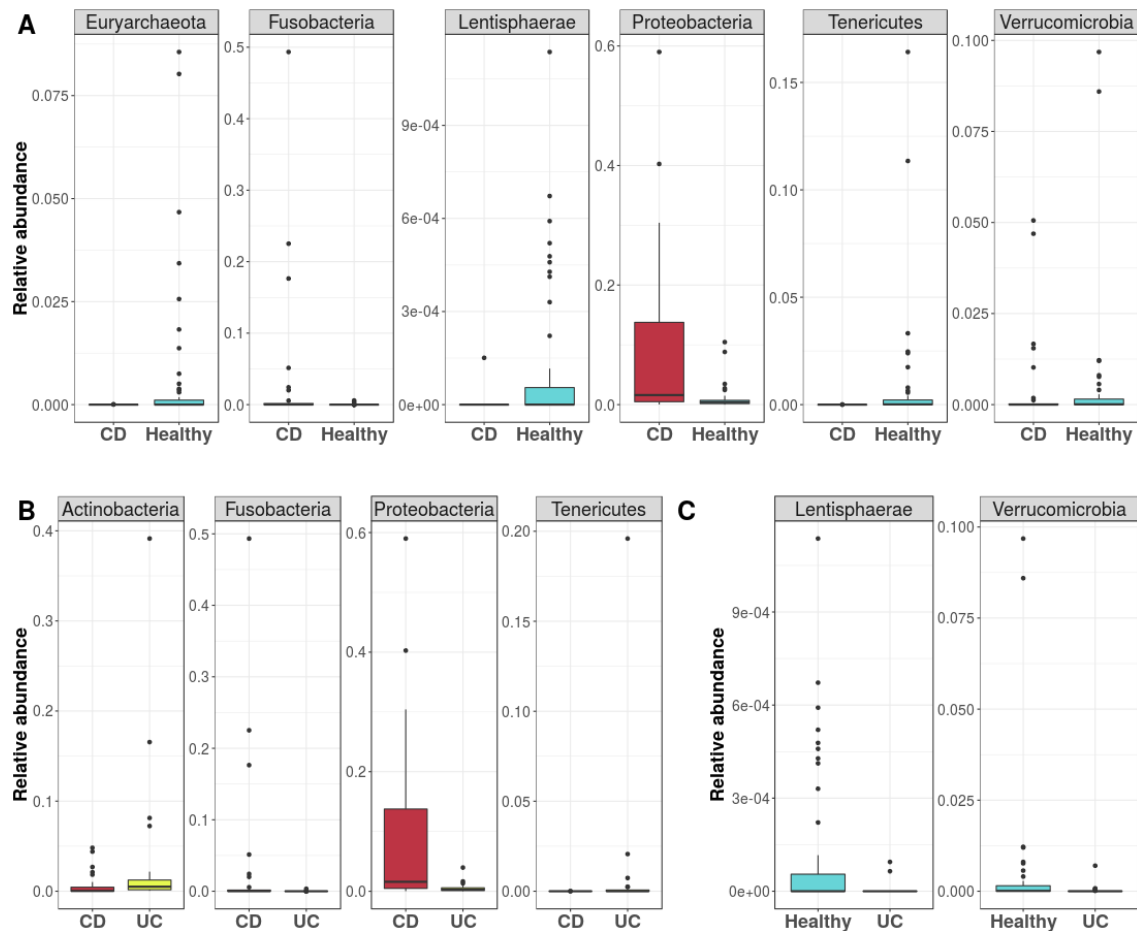 A
Euryarchaeota Fusobacteria Lentisphaerae Proteobacteria Tenericutes Verrucomicrobia
Relative abundance
0.075
0.050
0.025
0.000
0.5
0.4
0.3
0.2
0.1
0.0
9e-04
6e-04
3e-04
0e+00
0.6
0.4
0.2
0.0
0.15
0.10
0.05
0.00
0.100
0.075
0.050
0.025
0.000
CD Healthy CD Healthy CD Healthy CD Healthy CD Healthy CD Healthy
B
Actinobacteria Fusobacteria Proteobacteria Tenericutes
Relative abundance
0.4
0.3
0.2
0.1
0.0
0.5
0.4
0.3
0.2
0.1
0.0
0.6
0.4
0.2
0.0
0.20
0.15
0.10
0.05
0.00
CD UC CD UC CD UC CD UC
C
Lentisphaerae Verrucomicrobia
Relative abundance
9e-04
6e-04
3e-04
0e+00
0.100
0.075
0.050
0.025
0.000
Healthy UC Healthy UC